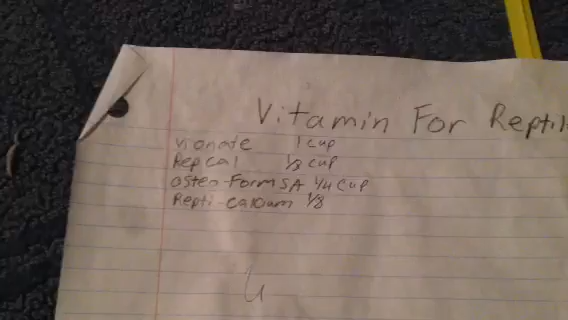 Vitamin For Reptil
Vionate 1 cup
Rep cal 1/3 cup
Osteo-Form SA 1/4 cup
Repti-calcium 1/8